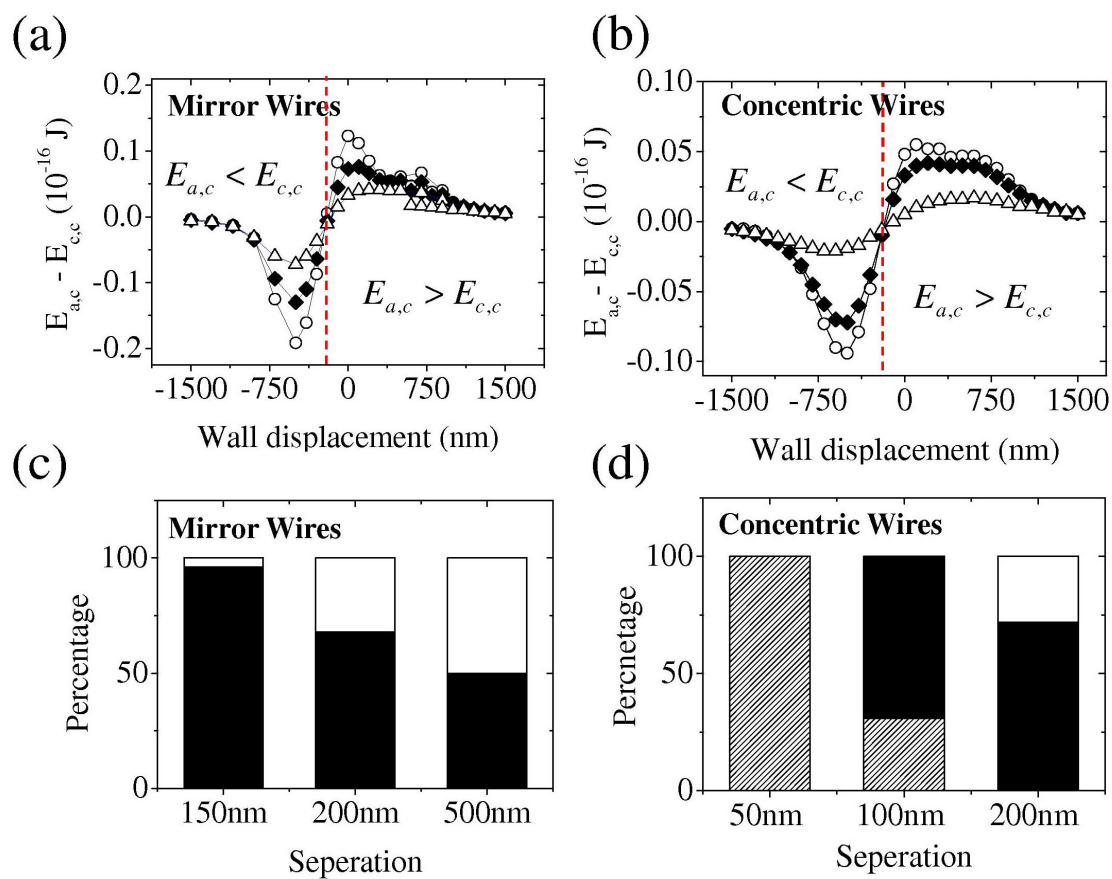 (a)
Mirror Wires
E_{a,c} < E_{c,c}
E_{a,c} > E_{c,c}
E_{a,c} - E_{c,c} (10^{-16} J)
0.2
0.1
0.0
-0.1
-0.2
-1500 -750 0 750 1500
Wall displacement (nm)
(b)
Concentric Wires
E_{a,c} < E_{c,c}
E_{a,c} > E_{c,c}
E_{a,c} - E_{c,c} (10^{-16} J)
0.10
0.05
0.00
-0.05
-0.10
-1500 -750 0 750 1500
Wall displacement (nm)
(c)
Mirror Wires
Percentage
100
50
0
150nm 200nm 500nm
Seperation
(d)
Concentric Wires
Percnetage
100
50
0
50nm 100nm 200nm
Seperation